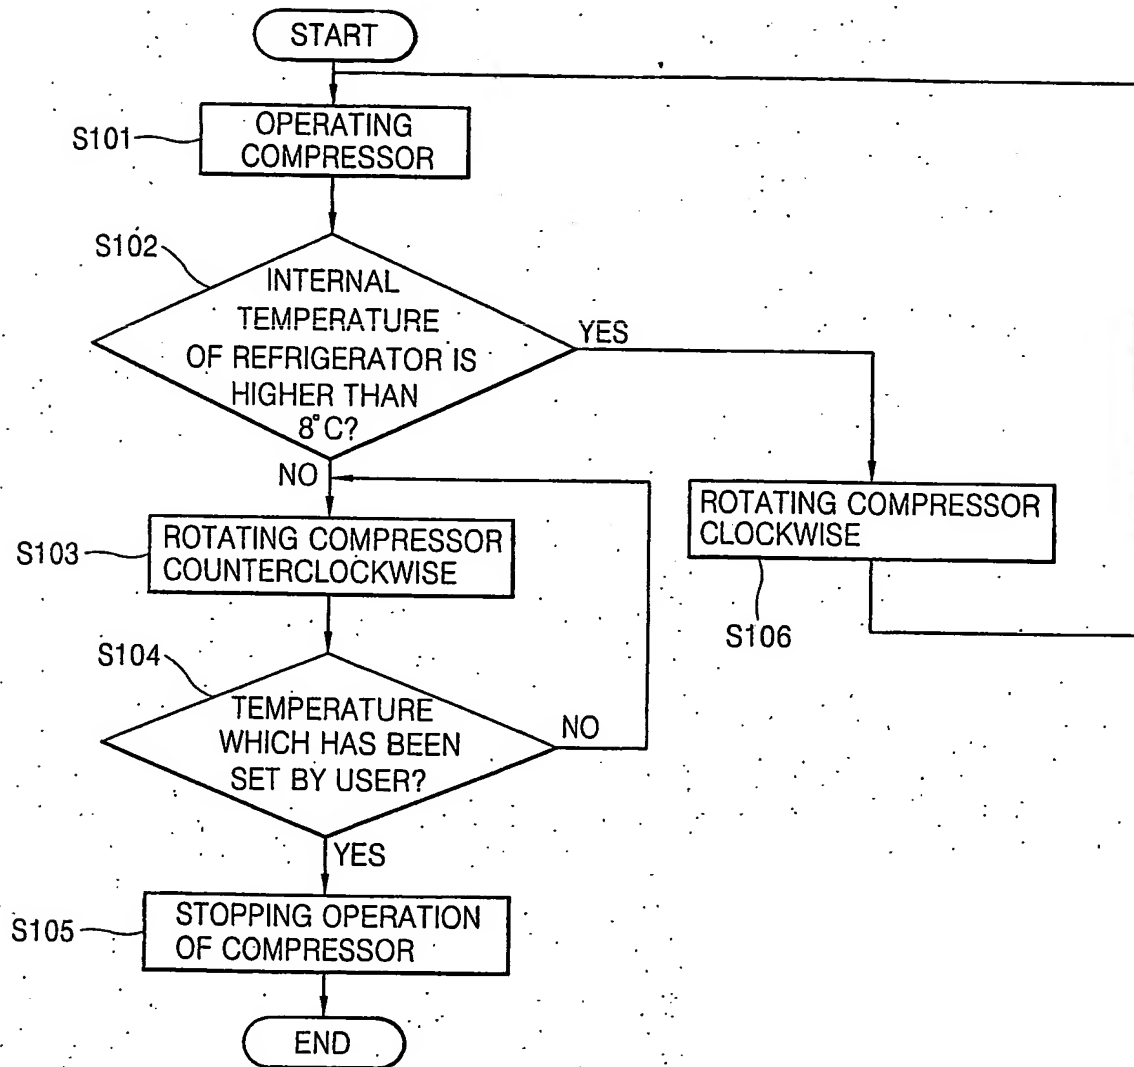 START
S101
OPERATING
COMPRESSOR
S102
INTERNAL
TEMPERATURE
OF REFRIGERATOR IS
HIGHER THAN
8°C?
YES
NO
S103
ROTATING COMPRESSOR
COUNTERCLOCKWISE
ROTATING COMPRESSOR
CLOCKWISE
S106
S104
TEMPERATURE
WHICH HAS BEEN
SET BY USER?
NO
YES
S105
STOPPING OPERATION
OF COMPRESSOR
END